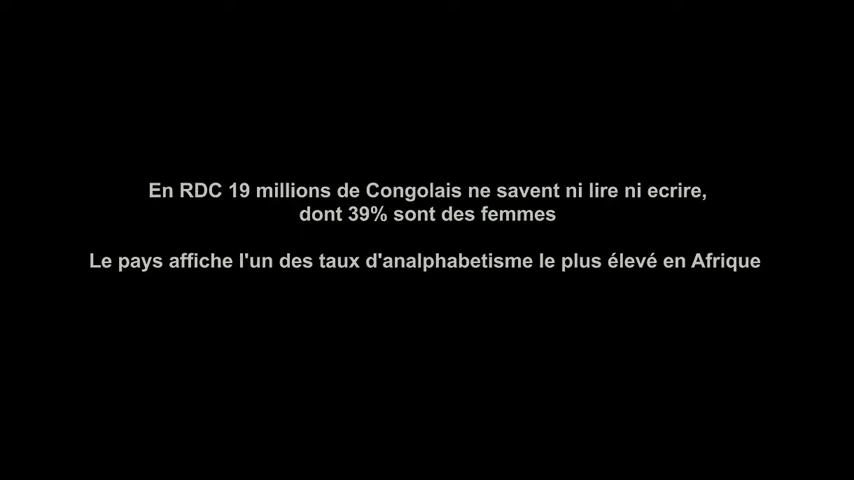 En RDC 19 millions de Congolais ne savent ni lire ni ecrire,
dont 39% sont des femmes
Le pays affiche l'un des taux d'analphabetisme le plus élevé en Afrique